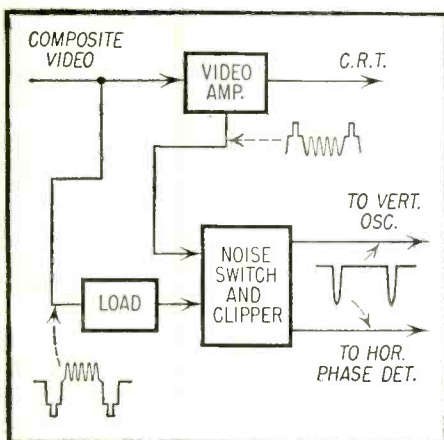 COMPOSITE
VIDEO
VIDEO
AMP.
C.R.T.
TO VERT.
OSC.
NOISE
SWITCH
AND
CLIPPER
LOAD
TO HOR.
PHASE DET.